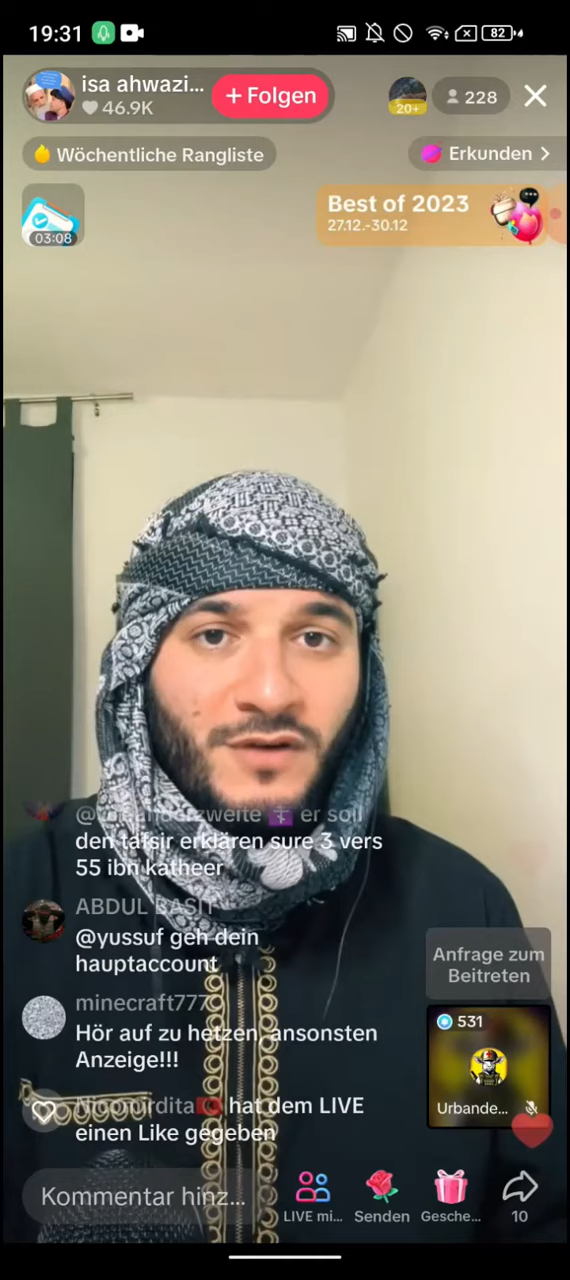 19:31
82
isa ahwazi...
46.9K
+ Folgen
20+
228
Wöchentliche Rangliste
Erkunden >
03:08
Best of 2023
27.12.-30.12
er soll
den tafsir erklären sure 3 vers
55 ibn katheer
ABDUL BASIT
@yussuf geh dein
hauptaccount
minecraft777
Hör auf zu hetzen, ansonsten
Anzeige!!!
hat dem LIVE
einen Like gegeben
Anfrage zum
Beitreten
531
Urbande...
Kommentar hinz...
LIVE mi...
Senden
Gesche...
10